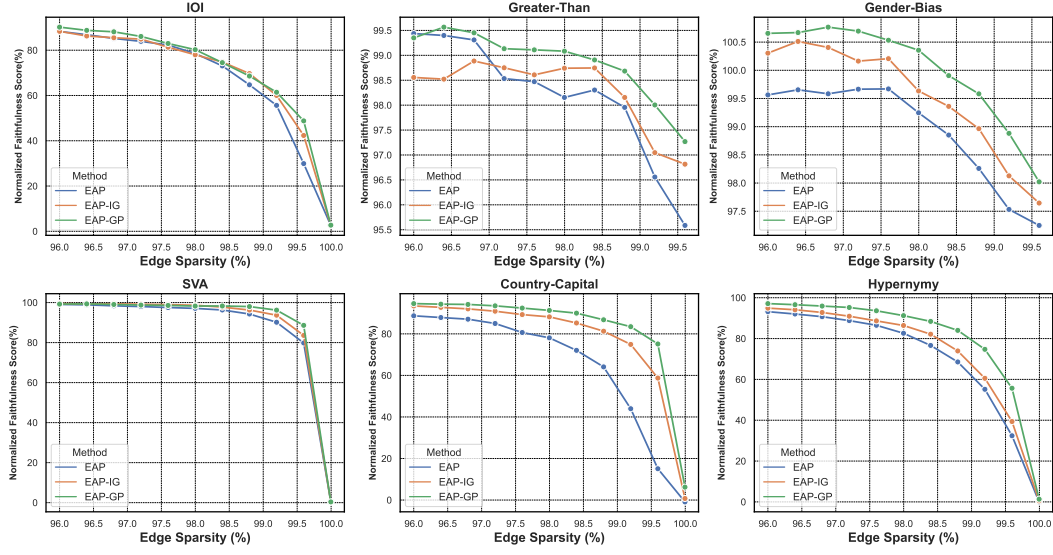 IOI
Normalized Faithfulness Score(%)
80
60
40
20
0
Method
EAP
EAP-IG
EAP-GP
96.0 96.5 97.0 97.5 98.0 98.5 99.0 99.5 100.0
Edge Sparsity (%)
Greater-Than
Normalized Faithfulness Score(%)
99.5
99.0
98.5
98.0
97.5
97.0
96.5
96.0
95.5
Method
EAP
EAP-IG
EAP-GP
96.0 96.5 97.0 97.5 98.0 98.5 99.0 99.5
Edge Sparsity (%)
Gender-Bias
Normalized Faithfulness Score(%)
100.5
100.0
99.5
99.0
98.5
98.0
97.5
Method
EAP
EAP-IG
EAP-GP
96.0 96.5 97.0 97.5 98.0 98.5 99.0 99.5
Edge Sparsity (%)
SVA
Normalized Faithfulness Score(%)
100
80
60
40
20
0
Method
EAP
EAP-IG
EAP-GP
96.0 96.5 97.0 97.5 98.0 98.5 99.0 99.5 100.0
Edge Sparsity (%)
Country-Capital
Normalized Faithfulness Score(%)
80
60
40
20
0
Method
EAP
EAP-IG
EAP-GP
96.0 96.5 97.0 97.5 98.0 98.5 99.0 99.5 100.0
Edge Sparsity (%)
Hypernymy
Normalized Faithfulness Score(%)
100
80
60
40
20
0
Method
EAP
EAP-IG
EAP-GP
96.0 96.5 97.0 97.5 98.0 98.5 99.0 99.5 100.0
Edge Sparsity (%)